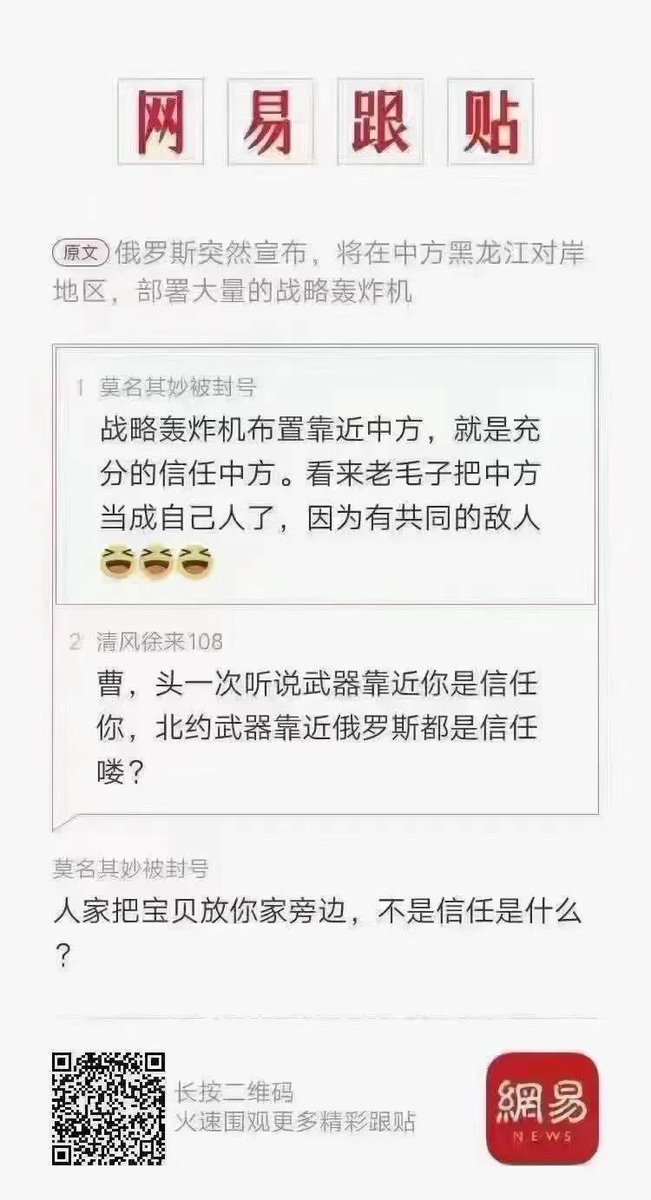 网易跟贴
原文 俄罗斯突然宣布，将在中方黑龙江对岸
地区，部署大量的战略轰炸机
1 莫名其妙被封号
战略轰炸机布置靠近中方，就是充
分的信任中方。看来老毛子把中方
当成自己人了，因为有共同的敌人
😆😆😆
2 清风徐来108
曹，头一次听说武器靠近你是信任
你，北约武器靠近俄罗斯都是信任
喽？
莫名其妙被封号
人家把宝贝放你家旁边，不是信任是什么
？
长按二维码
火速围观更多精彩跟贴
網易
NEWS